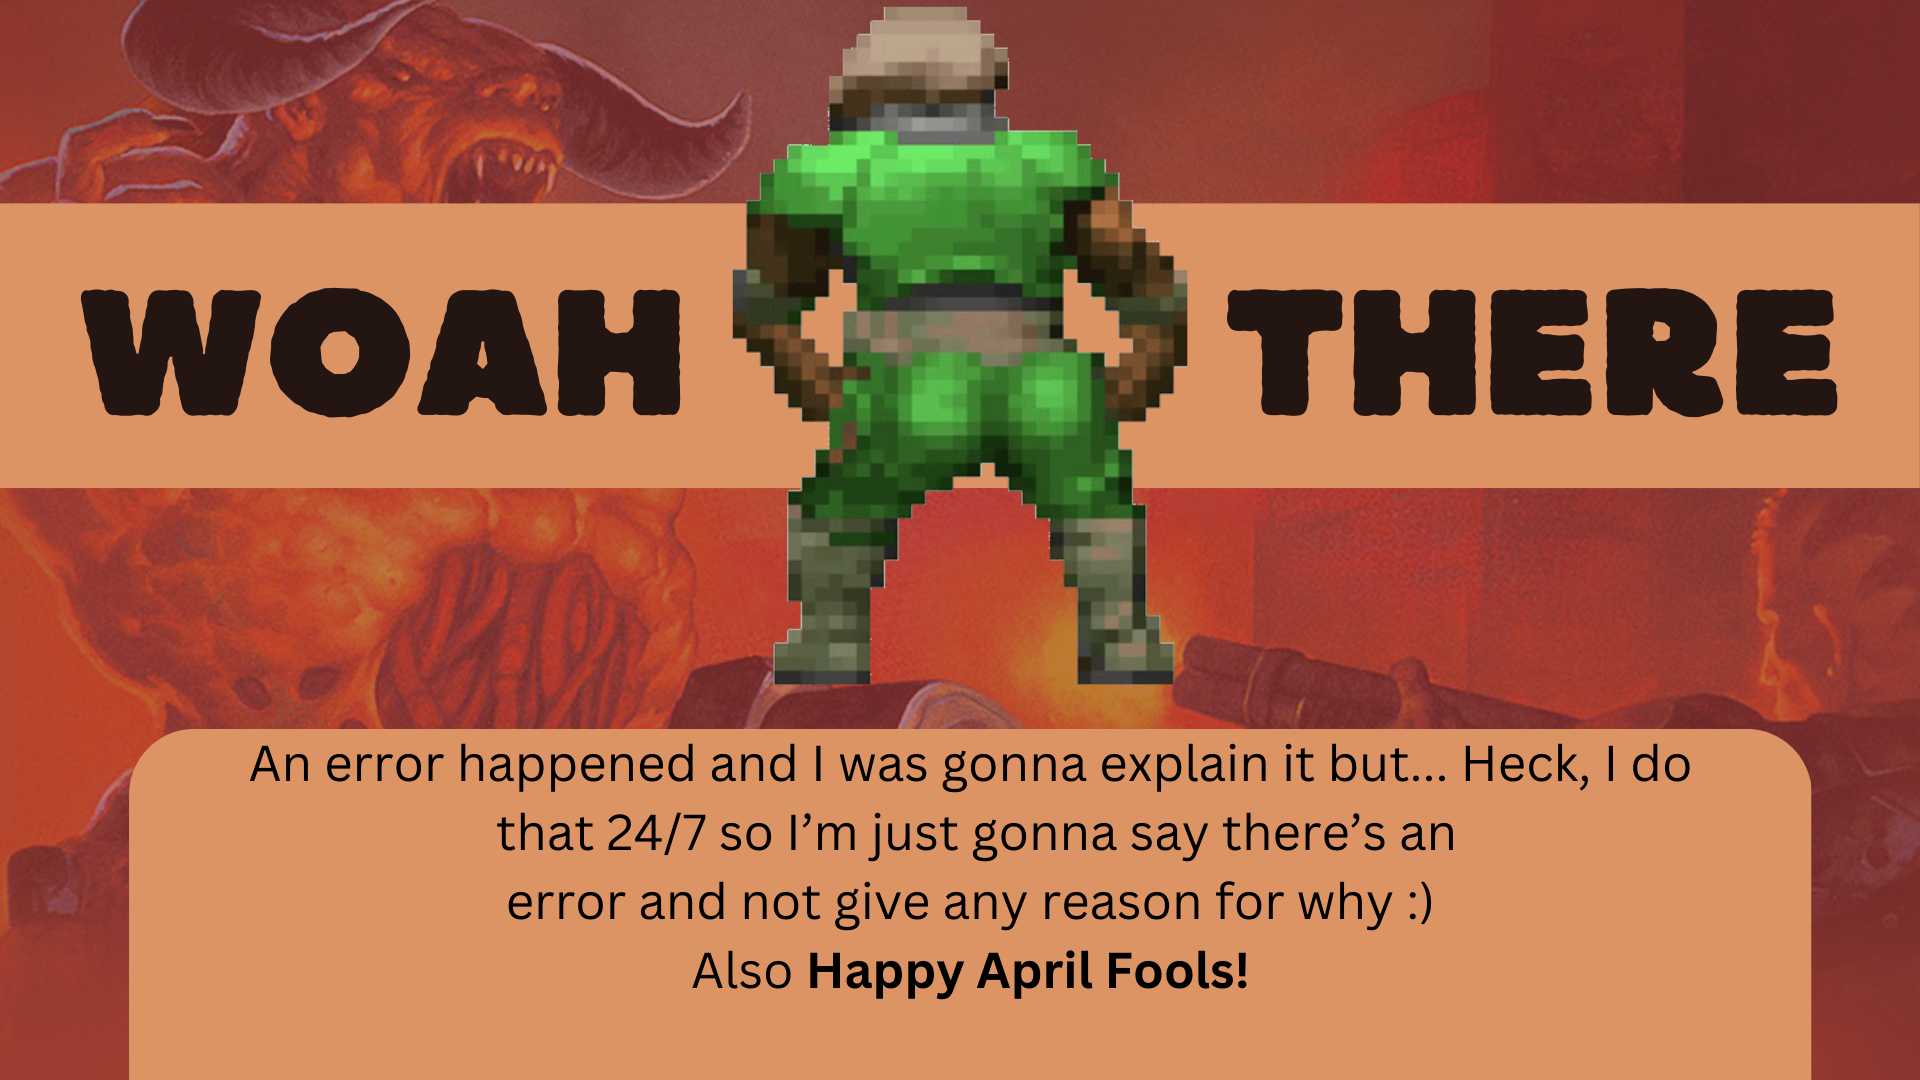 WOAH THERE
An error happened and I was gonna explain it but... Heck, I do
that 24/7 so I’m just gonna say there’s an
error and not give any reason for why :)
Also Happy April Fools!